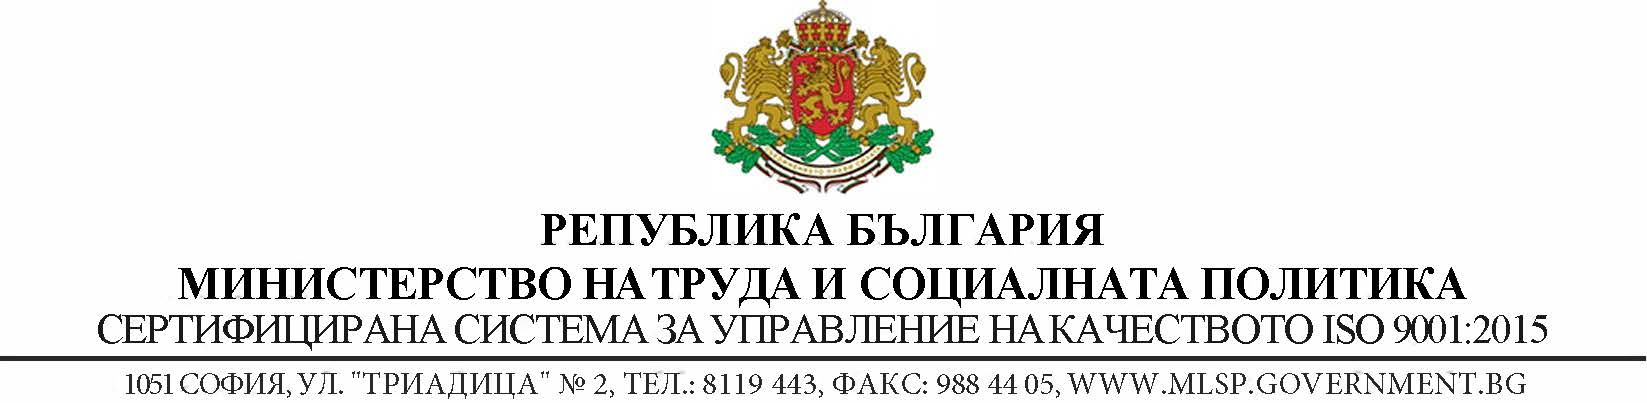 РЕПУБЛИКА БЪЛГАРИЯ
МИНИСТЕРСТВО НА ТРУДА И СОЦИАЛНАТА ПОЛИТИКА
СЕРТИФИЦИРАНА СИСТЕМА ЗА УПРАВЛЕНИЕ НА КАЧЕСТВОТО ISO 9001:2015
1051 СОФИЯ, УЛ. "ТРИАДИЦА" № 2, ТЕЛ.: 8119 443, ФАКС: 988 44 05, WWW.MLSP.GOVERNMENT.BG